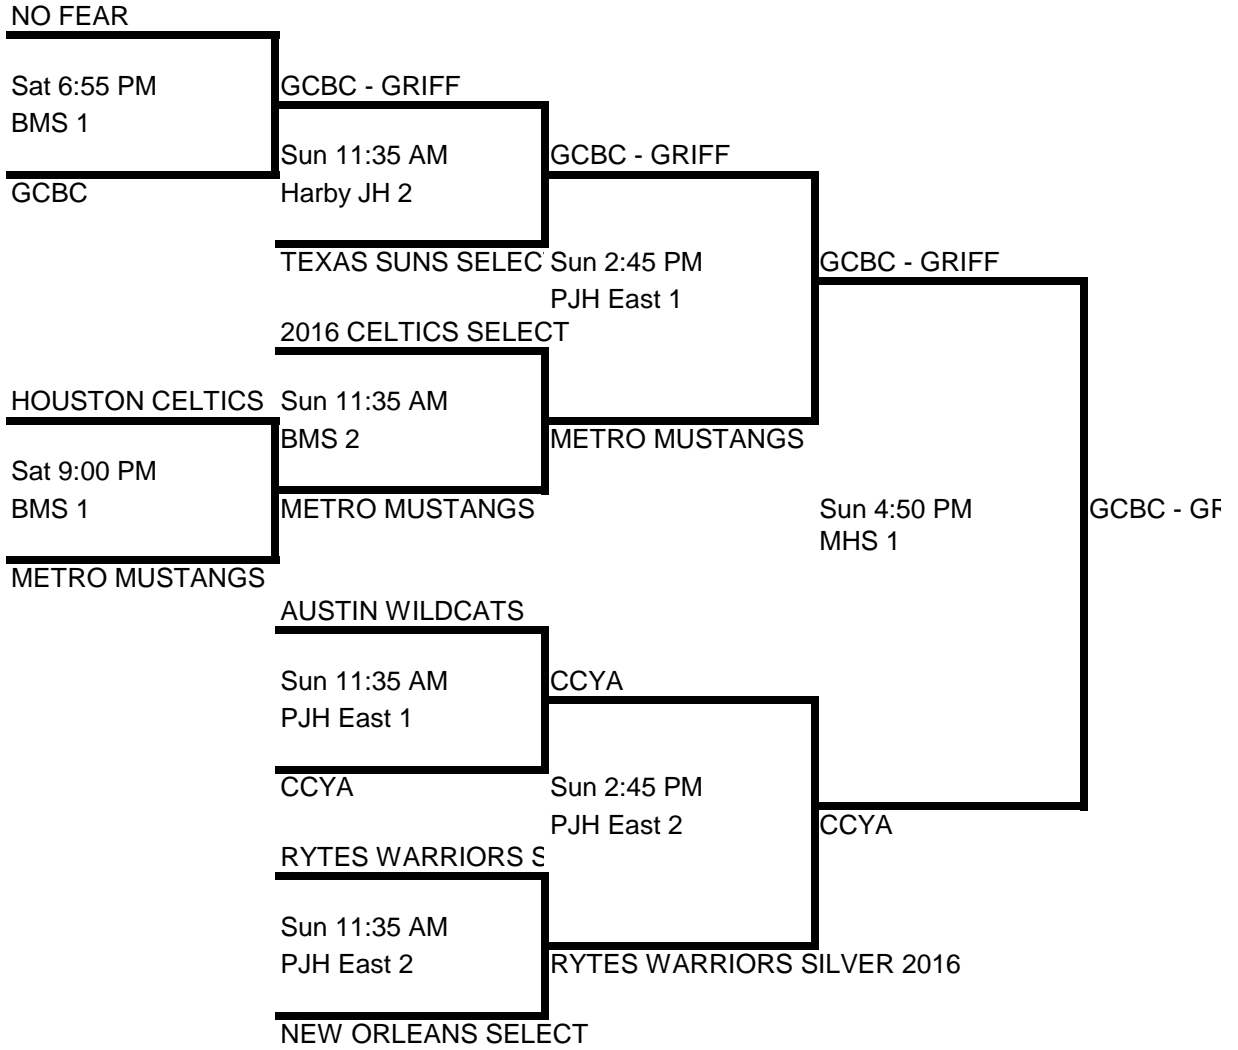 NO FEAR
Sat 6:55 PM
BMS 1
GCBC
GCBC - GRIFF
Sun 11:35 AM
Harby JH 2
TEXAS SUNS SELEC
GCBC - GRIFF
Sun 2:45 PM
PJH East 1
GCBC - GRIFF
2016 CELTICS SELECT
HOUSTON CELTICS
Sun 11:35 AM
BMS 2
METRO MUSTANGS
Sat 9:00 PM
BMS 1
METRO MUSTANGS
METRO MUSTANGS
Sun 4:50 PM
MHS 1
GCBC - GR
AUSTIN WILDCATS
Sun 11:35 AM
PJH East 1
CCYA
CCYA
Sun 2:45 PM
PJH East 2
CCYA
RYTES WARRIORS S
Sun 11:35 AM
PJH East 2
RYTES WARRIORS SILVER 2016
NEW ORLEANS SELECT